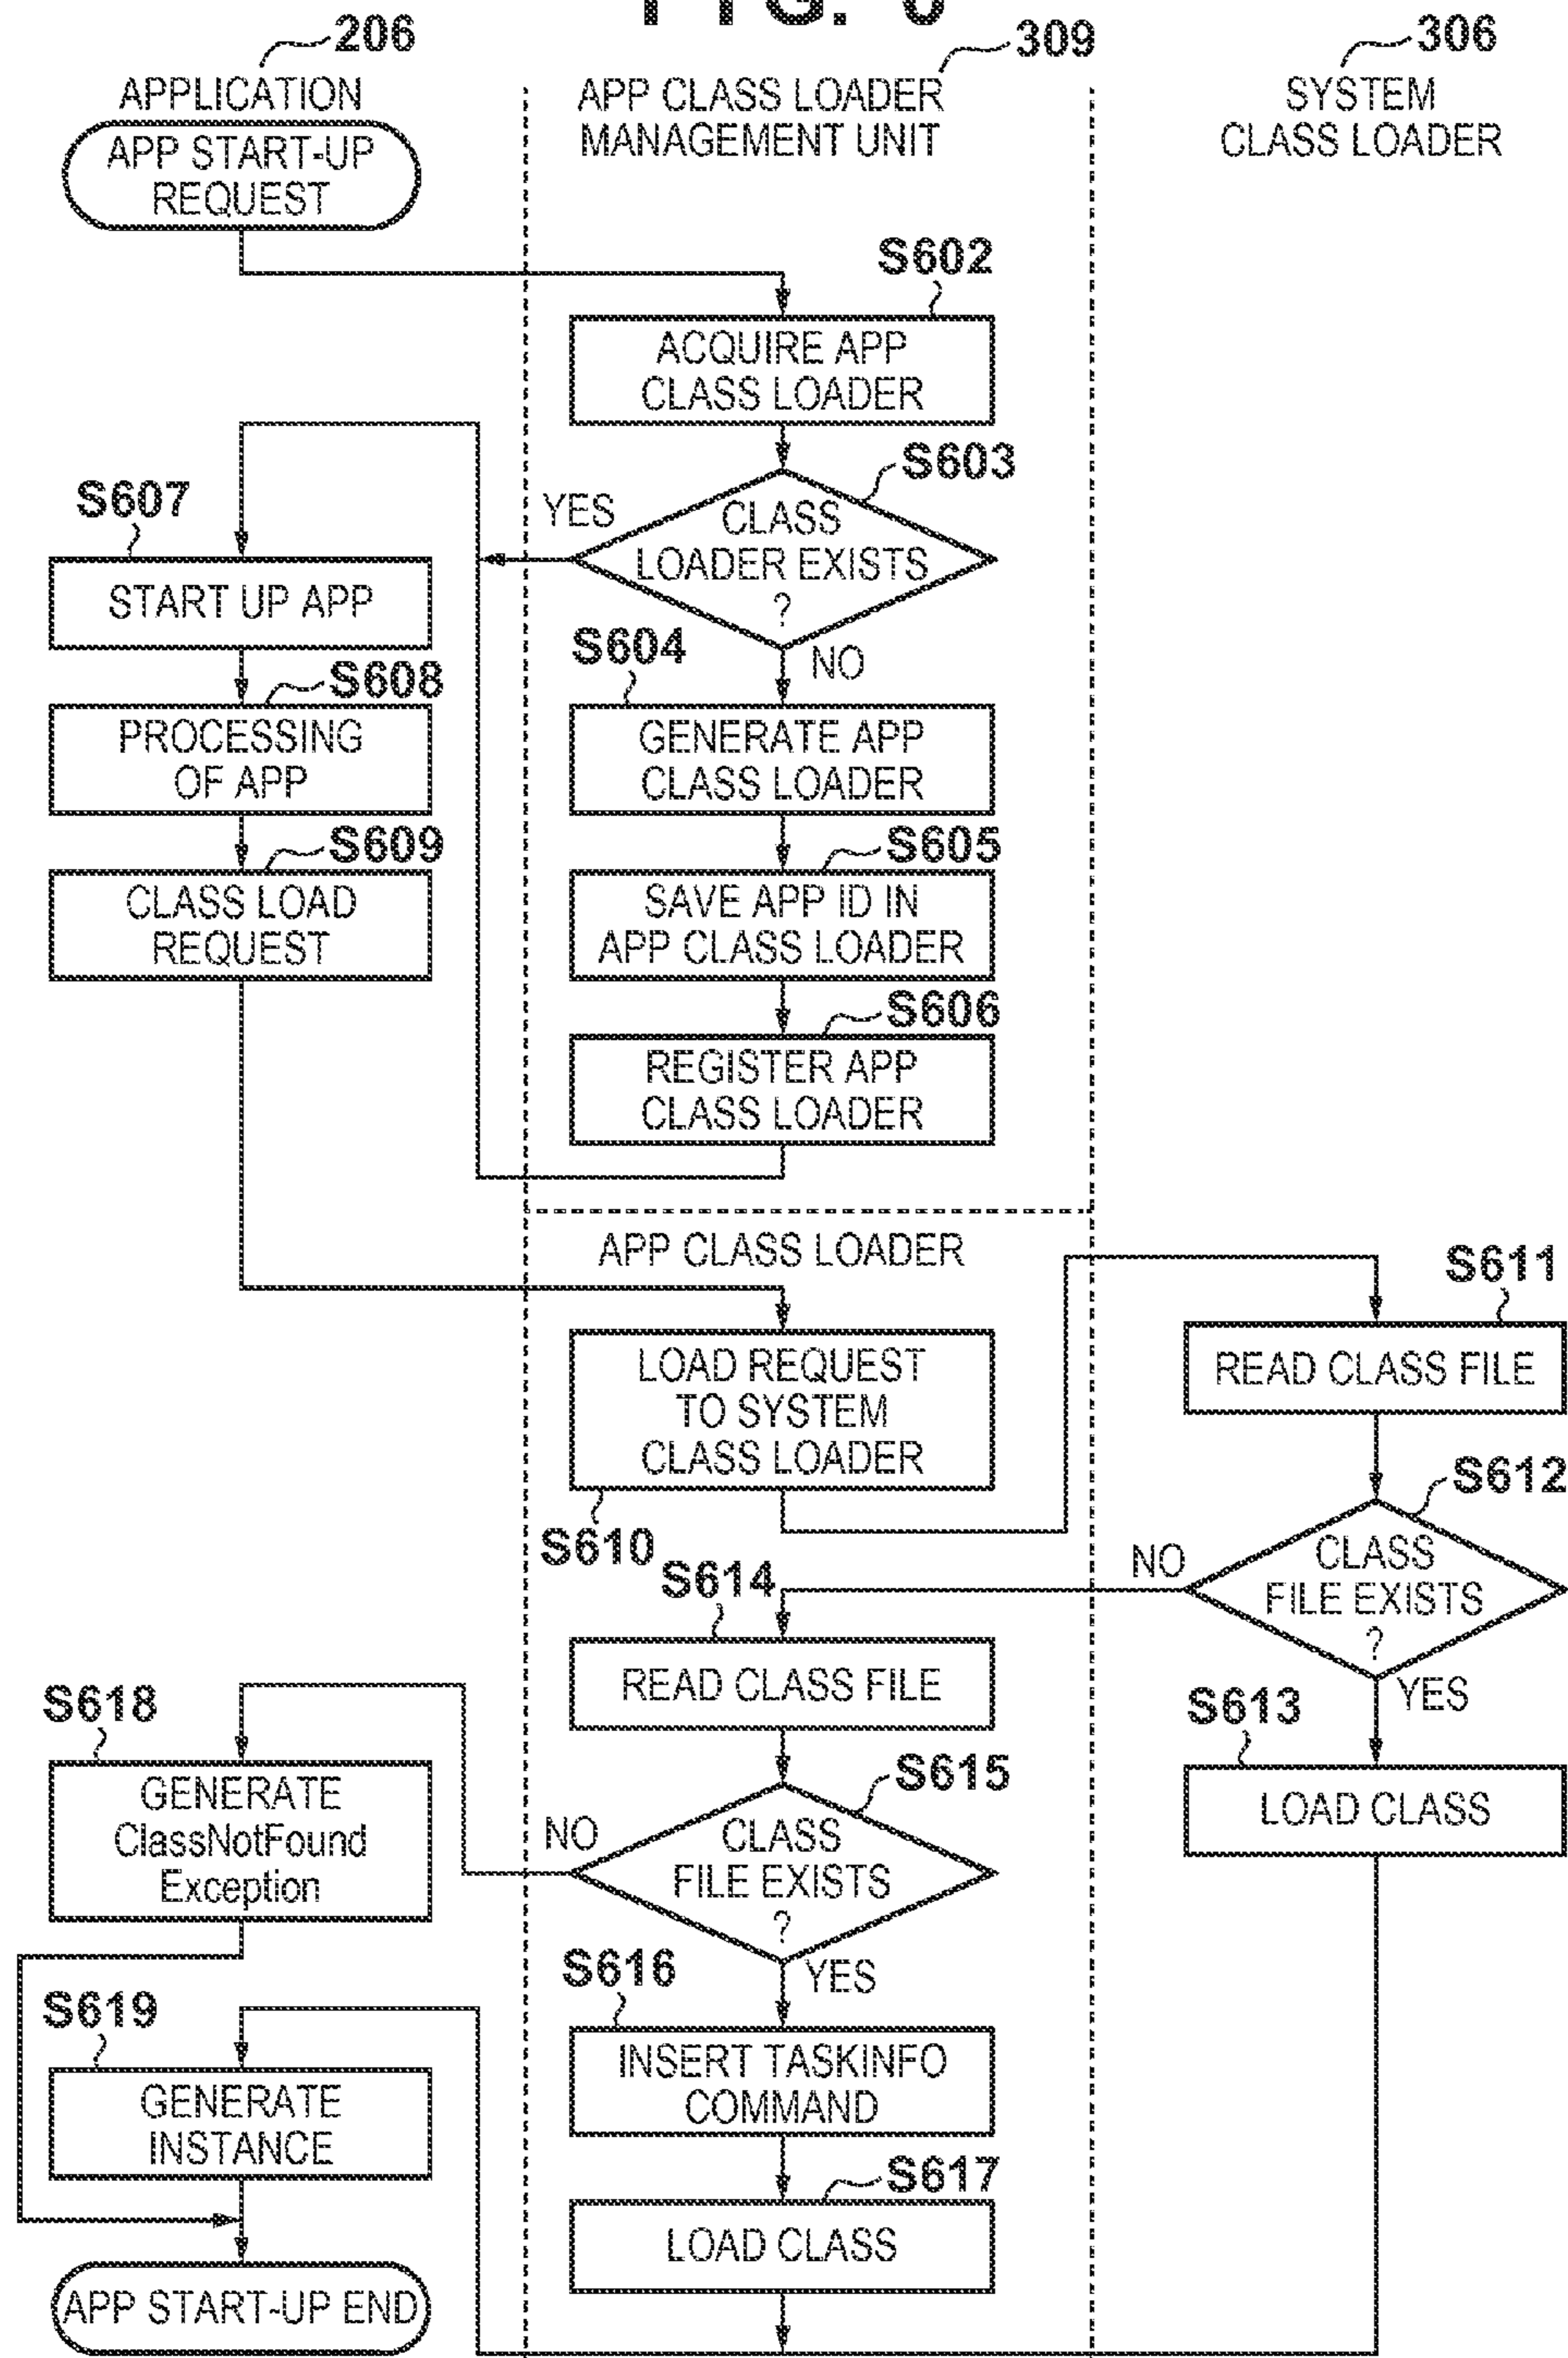 FIG. 6
206
APPLICATION
309
APP CLASS LOADER
MANAGEMENT UNIT
306
SYSTEM
CLASS LOADER
APP START-UP
REQUEST
S602
ACQUIRE APP
CLASS LOADER
S603
YES
CLASS
LOADER EXISTS
?
NO
S607
START UP APP
S604
GENERATE APP
CLASS LOADER
S608
PROCESSING
OF APP
S605
SAVE APP ID IN
APP CLASS LOADER
S609
CLASS LOAD
REQUEST
S606
REGISTER APP
CLASS LOADER
APP CLASS LOADER
LOAD REQUEST
TO SYSTEM
CLASS LOADER
S610
S611
READ CLASS FILE
S612
NO
CLASS
FILE EXISTS
?
YES
S613
LOAD CLASS
S614
READ CLASS FILE
S615
NO
CLASS
FILE EXISTS
?
YES
S618
GENERATE
ClassNotFound
Exception
S616
INSERT TASKINFO
COMMAND
S619
GENERATE
INSTANCE
S617
LOAD CLASS
APP START-UP END